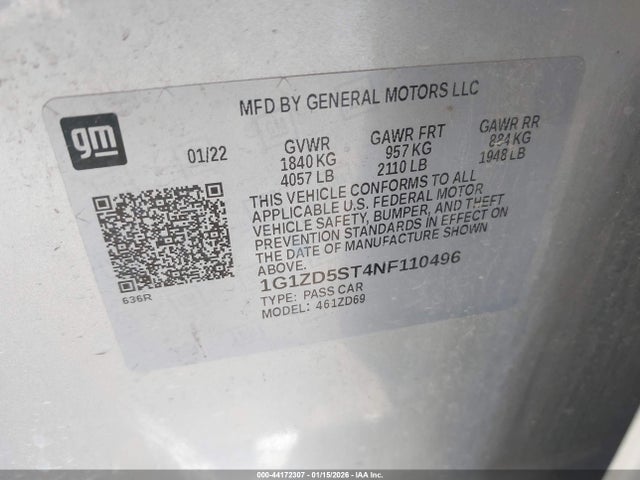 MFD BY GENERAL MOTORS LLC
gm
01/22
GVWR
1840 KG
4057 LB
GAWR FRT
957 KG
2110 LB
GAWR RR
884 KG
1948 LB
THIS VEHICLE CONFORMS TO ALL
APPLICABLE U.S. FEDERAL MOTOR
VEHICLE SAFETY, BUMPER, AND THEFT
PREVENTION STANDARDS IN EFFECT ON
THE DATE OF MANUFACTURE SHOWN
ABOVE.
1G1ZD5ST4NF110496
TYPE: PASS CAR
MODEL: 461ZD69
636R
000-44172307 - 01/15/2026 - IAA Inc.